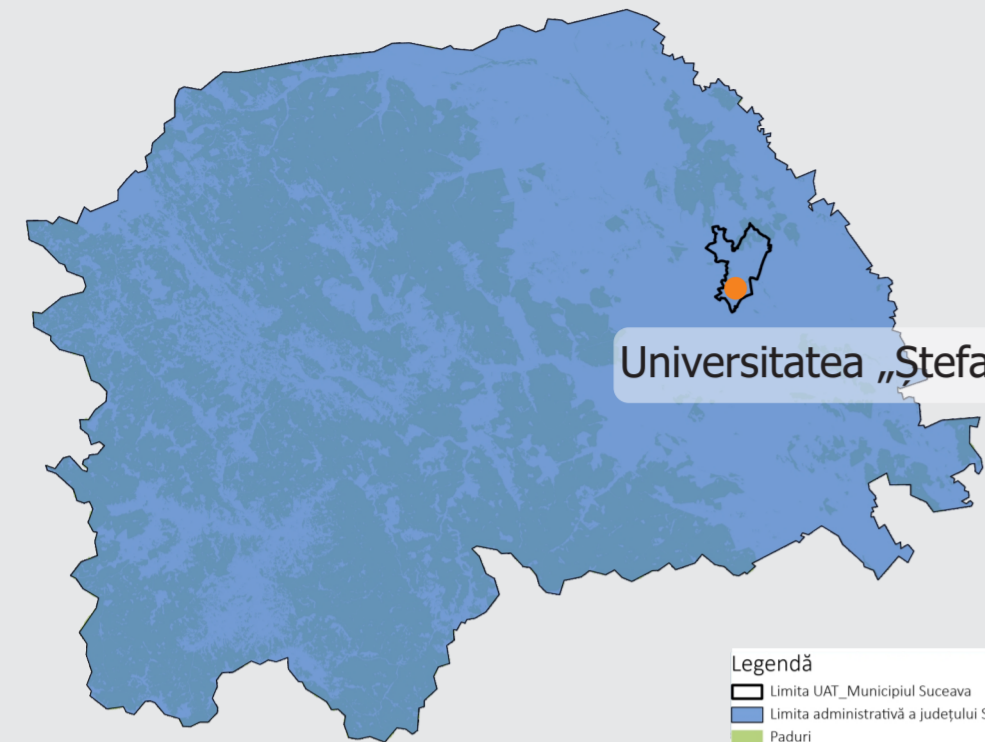 Universitatea „Ștefa
Legendă
Limita UAT_Municipiul Suceava
Limita administrativă a județului S
Paduri